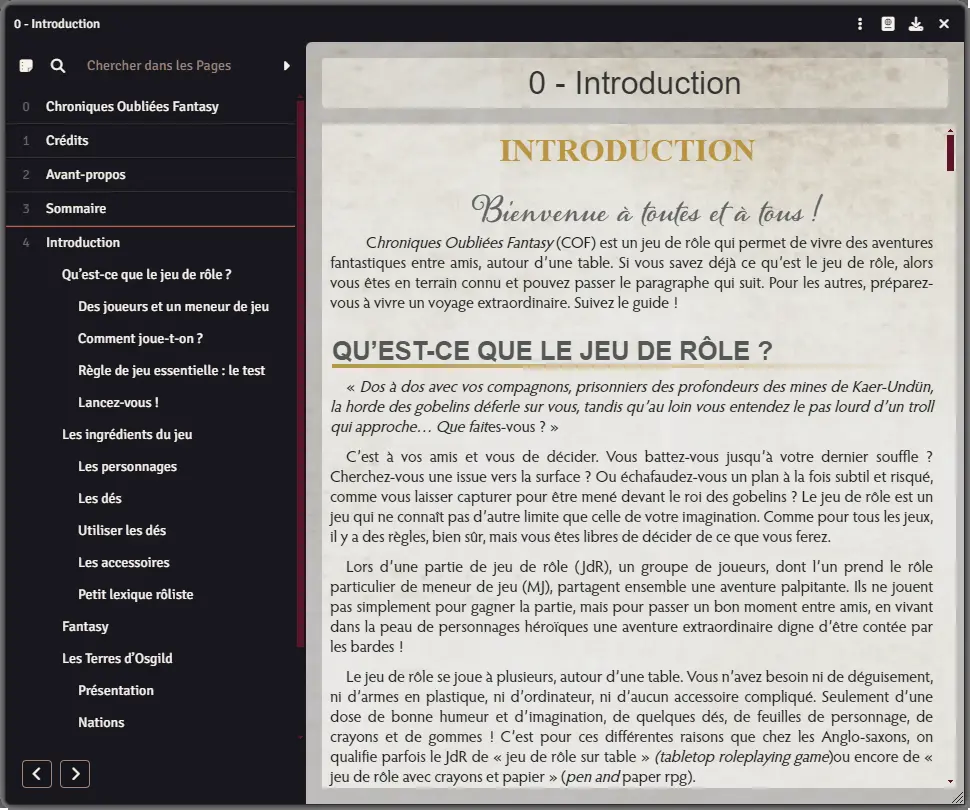 0 - Introduction
Chercher dans les Pages
0 Chroniques Oubliées Fantasy
1 Crédits
2 Avant-propos
3 Sommaire
4 Introduction
Qu’est-ce que le jeu de rôle ?
Des joueurs et un meneur de jeu
Comment joue-t-on ?
Règle de jeu essentielle : le test
Lancez-vous !
Les ingrédients du jeu
Les personnages
Les dés
Utiliser les dés
Les accessoires
Petit lexique rôliste
Fantasy
Les Terres d’Osgild
Présentation
Nations
0 - Introduction
INTRODUCTION
Bienvenue à toutes et à tous !
Chroniques Oubliées Fantasy (COF) est un jeu de rôle qui permet de vivre des aventures
fantastiques entre amis, autour d’une table. Si vous savez déjà ce qu’est le jeu de rôle, alors
vous êtes en terrain connu et pouvez passer le paragraphe qui suit. Pour les autres, préparez-
vous à vivre un voyage extraordinaire. Suivez le guide !
QU’EST-CE QUE LE JEU DE RÔLE ?
« Dos à dos avec vos compagnons, prisonniers des profondeurs des mines de Kaer-Undün,
la horde des gobelins déferle sur vous, tandis qu’au loin vous entendez le pas lourd d’un troll
qui approche… Que faites-vous ? »
C’est à vos amis et vous de décider. Vous battez-vous jusqu’à votre dernier souffle ?
Cherchez-vous une issue vers la surface ? Ou échafaudez-vous un plan à la fois subtil et risqué,
comme vous laisser capturer pour être mené devant le roi des gobelins ? Le jeu de rôle est un
jeu qui ne connaît pas d’autre limite que celle de votre imagination. Comme pour tous les jeux,
il y a des règles, bien sûr, mais vous êtes libres de décider de ce que vous ferez.
Lors d’une partie de jeu de rôle (JdR), un groupe de joueurs, dont l’un prend le rôle
particulier de meneur de jeu (MJ), partagent ensemble une aventure palpitante. Ils ne jouent
pas simplement pour gagner la partie, mais pour passer un bon moment entre amis, en vivant
dans la peau de personnages héroïques une aventure extraordinaire digne d’être contée par
les bardes !
Le jeu de rôle se joue à plusieurs, autour d’une table. Vous n’avez besoin ni de déguisement,
ni d’armes en plastique, ni d’ordinateur, ni d’aucun accessoire compliqué. Seulement d’une
dose de bonne humeur et d’imagination, de quelques dés, de feuilles de personnage, de
crayons et de gommes ! C’est pour ces différentes raisons que chez les Anglo-saxons, on
qualifie parfois le JdR de « jeu de rôle sur table » (tabletop roleplaying game)ou encore de «
jeu de rôle avec crayons et papier » (pen and paper rpg).